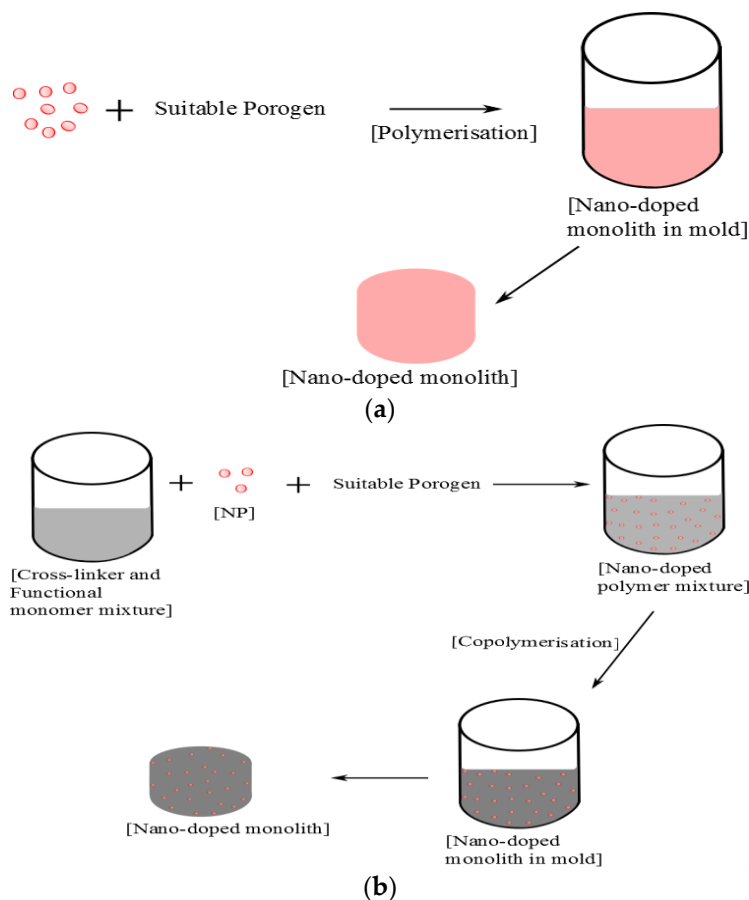 + Suitable Porogen
[Polymerisation]
[Nano-doped
monolith in mold]
[Nano-doped monolith]
(a)
+ + Suitable Porogen
[NP]
[Cross-linker and
Functional
monomer mixture]
[Nano-doped
polymer mixture]
[Copolymerisation]
[Nano-doped monolith]
[Nano-doped
monolith in mold]
(b)